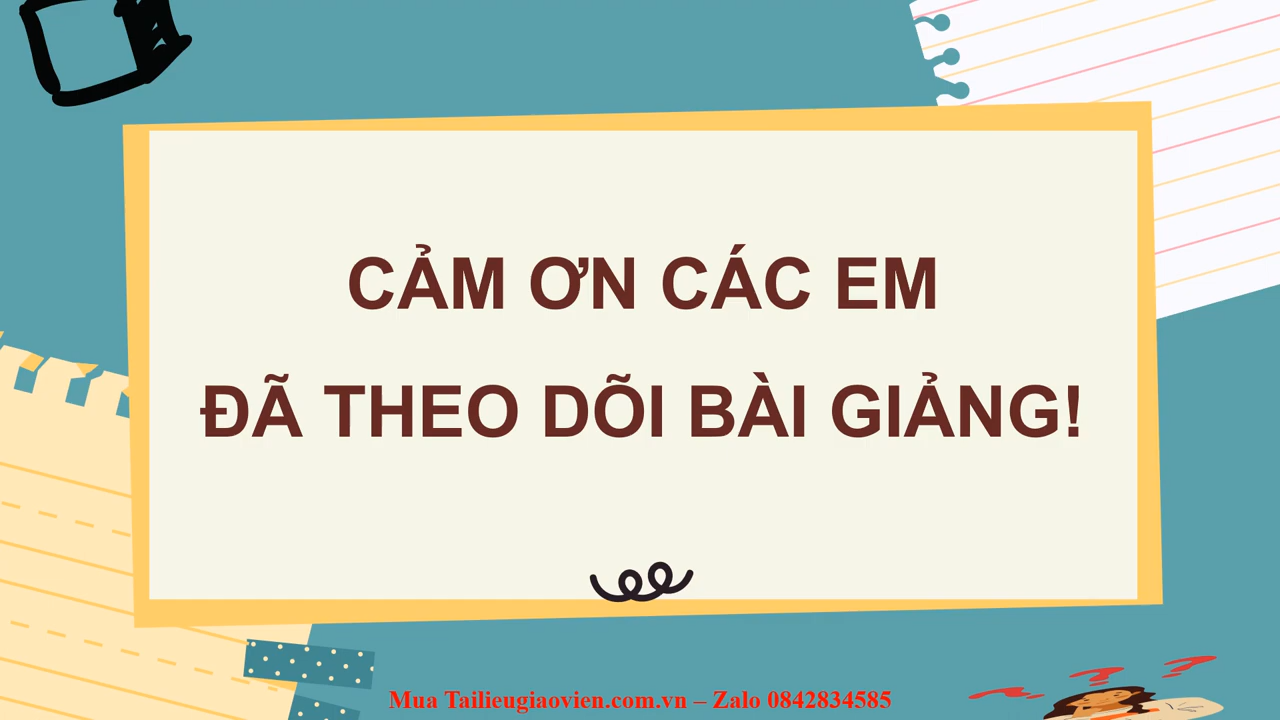 CẢM ƠN CÁC EM
ĐÃ THEO DÕI BÀI GIẢNG!
Mua Tailieugiaovien.com.vn – Zalo 0842834585